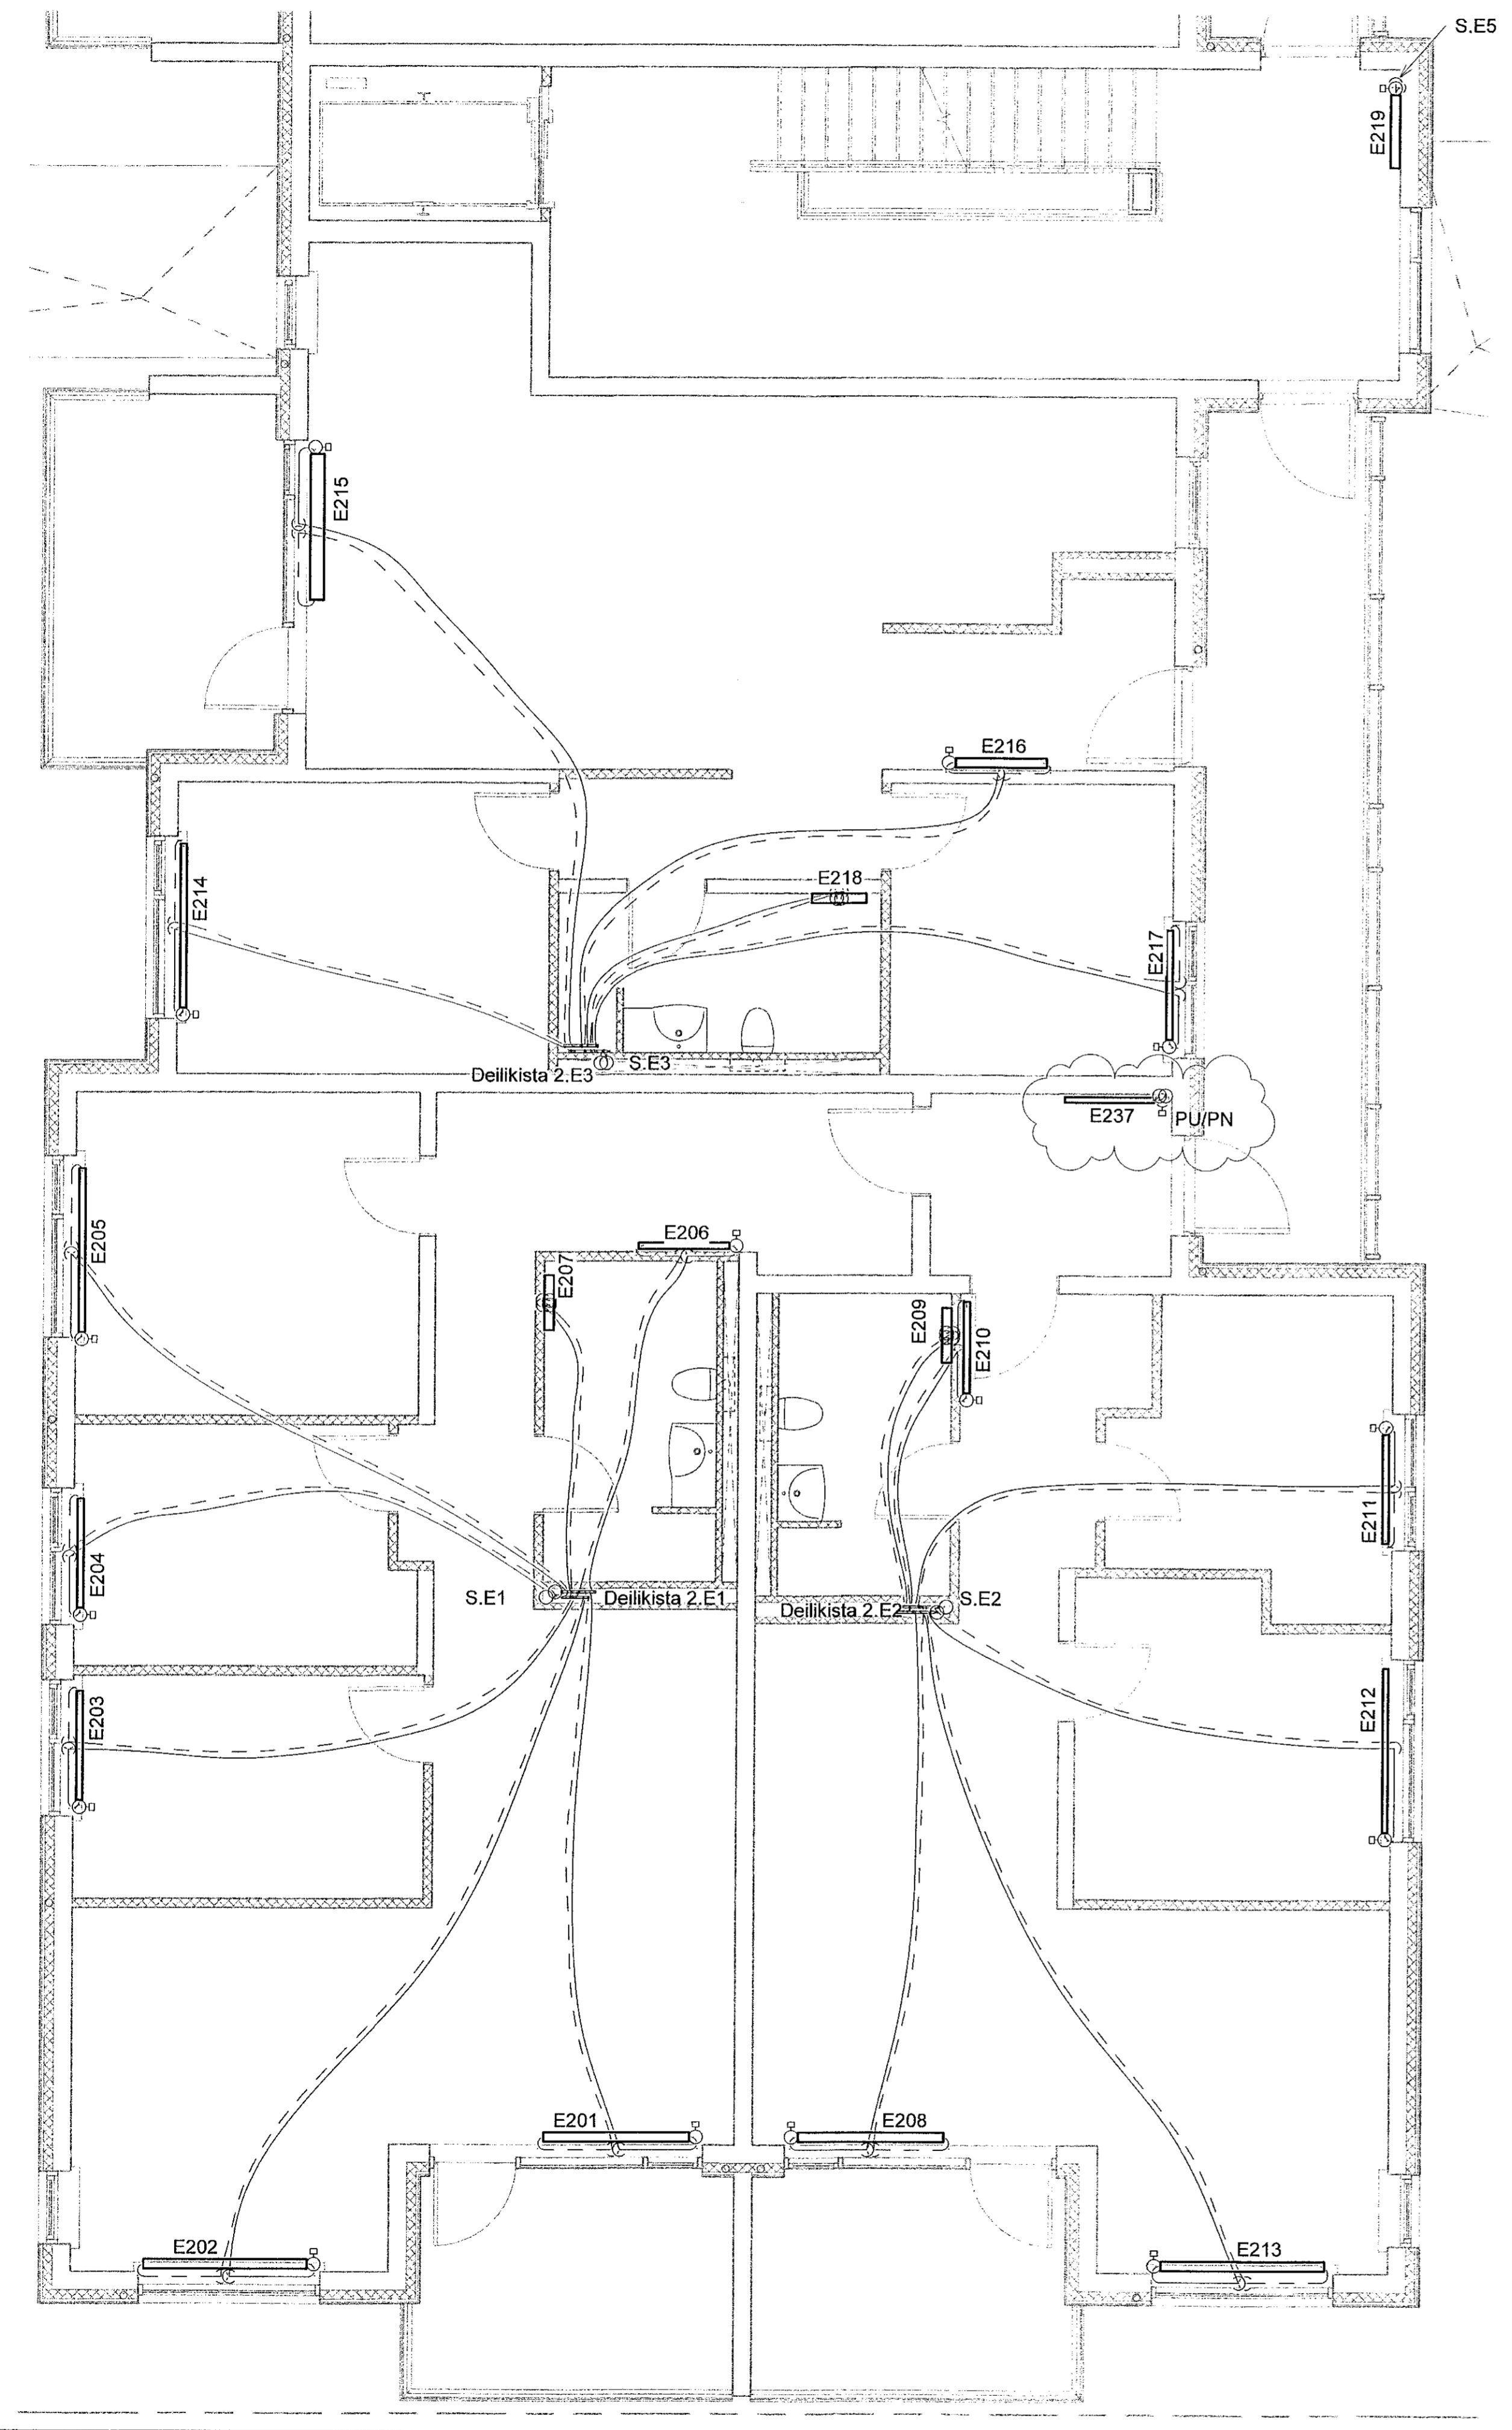 S.E5
E219
E215
E216
E218
E214
E217
S.E3
Deilikista 2.E3
E237
PU/PN
E205
E206
E207
E209
E210
E211
E204
S.E1
Deilikista 2.E1
Deilikista 2.E2
S.E2
E203
E212
E201
E208
E202
E213